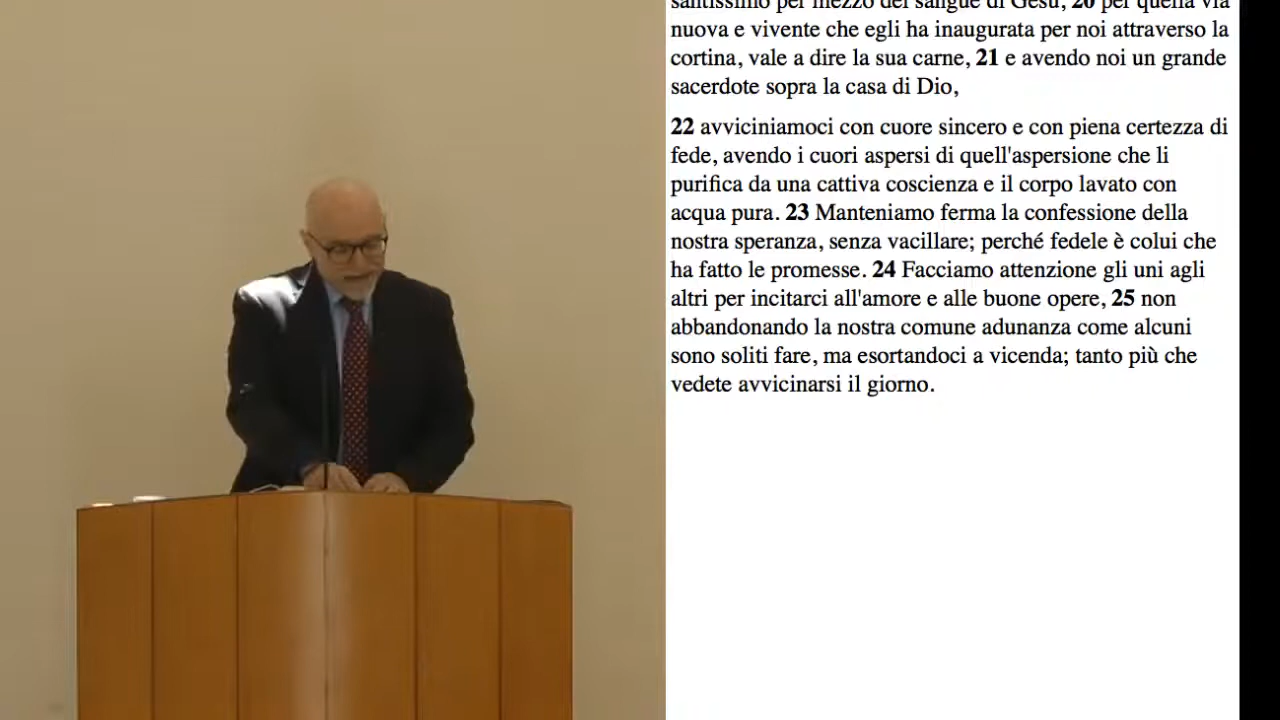 santissimo per mezzo del sangue di Gesù, 20 per quella via
nuova e vivente che egli ha inaugurata per noi attraverso la
cortina, vale a dire la sua carne, 21 e avendo noi un grande
sacerdote sopra la casa di Dio,
22 avviciniamoci con cuore sincero e con piena certezza di
fede, avendo i cuori aspersi di quell'aspersione che li
purifica da una cattiva coscienza e il corpo lavato con
acqua pura. 23 Manteniamo ferma la confessione della
nostra speranza, senza vacillare; perché fedele è colui che
ha fatto le promesse. 24 Facciamo attenzione gli uni agli
altri per incitarci all'amore e alle buone opere, 25 non
abbandonando la nostra comune adunanza come alcuni
sono soliti fare, ma esortandoci a vicenda; tanto più che
vedete avvicinarsi il giorno.